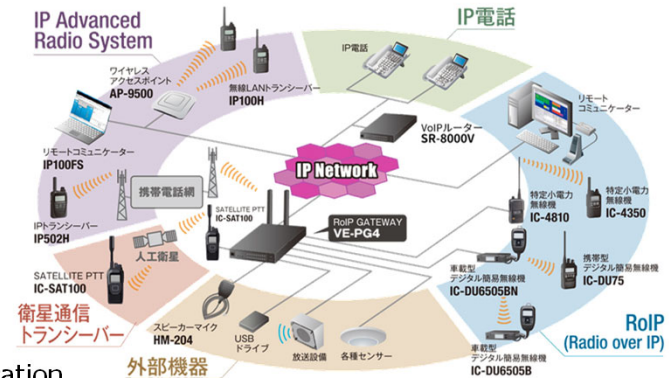 IP Advanced
Radio System
IP電話
ワイヤレス
アクセスポイント
AP-9500
無線LANトランシーバー
IP100H
IP電話
VoIPルーター
SR-8000V
リモート
コミュニケーター
リモートコミュニケーター
IP100FS
IP Network
携帯電話網
SATELLITE PTT
IC-SAT100
RoIP GATEWAY
VE-PG4
特定小電力
無線機
IC-4810
特定小電力
無線機
IC-4350
IPトランシーバー
IP502H
人工衛星
SATELLITE PTT
IC-SAT100
衛星通信
トランシーバー
車載型
デジタル簡易無線機
IC-DU6505BN
携帯型
デジタル簡易無線機
IC-DU75
スピーカーマイク
HM-204
USB
ドライブ
放送設備
各種センサー
車載型
デジタル簡易無線機
IC-DU6505B
RoIP
(Radio over IP)
外部機器
ation